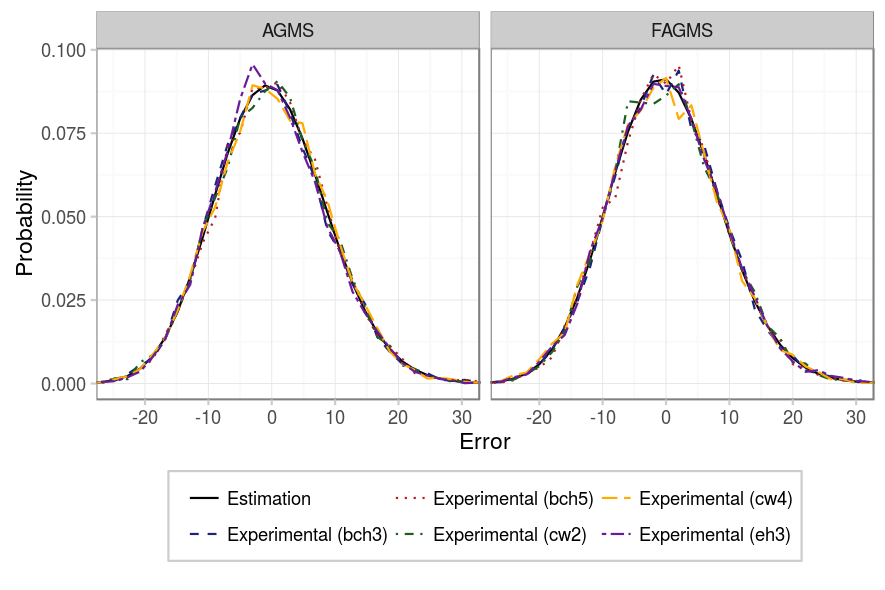 AGMS FAGMS
0.100
0.075
0.050
0.025
0.000
Probability
-20 -10 0 10 20 30 -20 -10 0 10 20 30
Error
Estimation Experimental (bch5) Experimental (cw4)
Experimental (bch3) Experimental (cw2) Experimental (eh3)